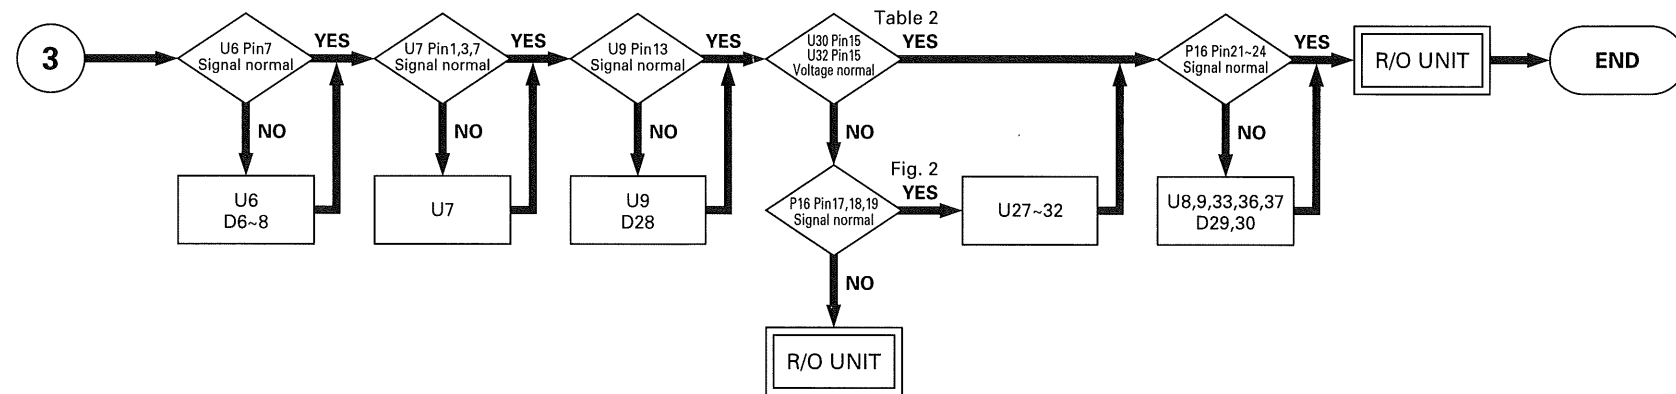 3
U6 Pin7
Signal normal
YES
NO
U6
D6~8
U7 Pin1,3,7
Signal normal
YES
NO
U7
U9 Pin13
Signal normal
YES
NO
U9
D28
U30 Pin15
U32 Pin15
Voltage normal
Table 2
YES
NO
P16 Pin17,18,19
Signal normal
Fig. 2
YES
NO
U27~32
R/O UNIT
P16 Pin21~24
Signal normal
YES
NO
U8,9,33,36,37
D29,30
R/O UNIT
END